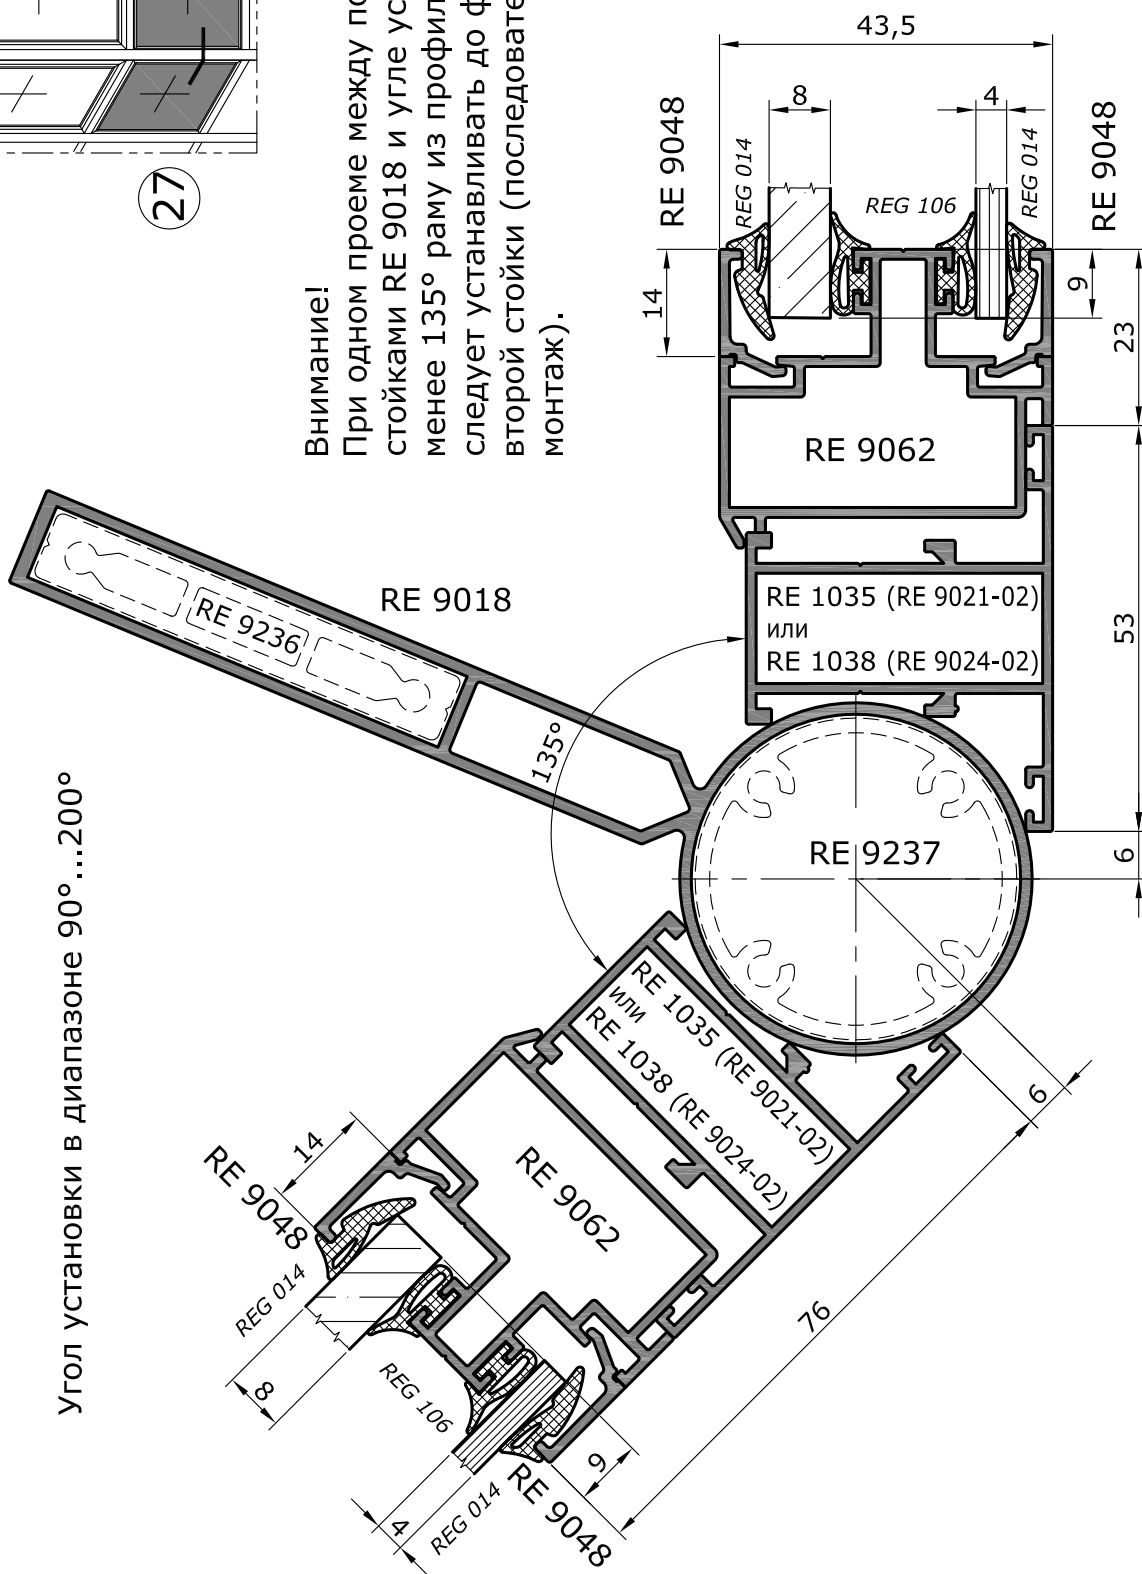 27
Внимание!
При одном проеме между
стойками RE 9018 и угле
менее 135° раму из
следует устанавливать до
второй стойки
монтаж).
Угол установки в диапазоне 90°...200°
43,5
8
4
RE 9048
REG 014
REG 106
REG 014
RE 9048
14
9
23
RE 9062
RE 9018
RE 9236
RE 1035 (RE 9021-02)
или
RE 1038 (RE 9024-02)
53
135°
RE 9237
6
RE 1035 (RE 9021-02)
или
RE 1038 (RE 9024-02)
6
14
RE 9048
REG 014
RE 9062
76
8
REG 106
9
4
REG 014
RE 9048